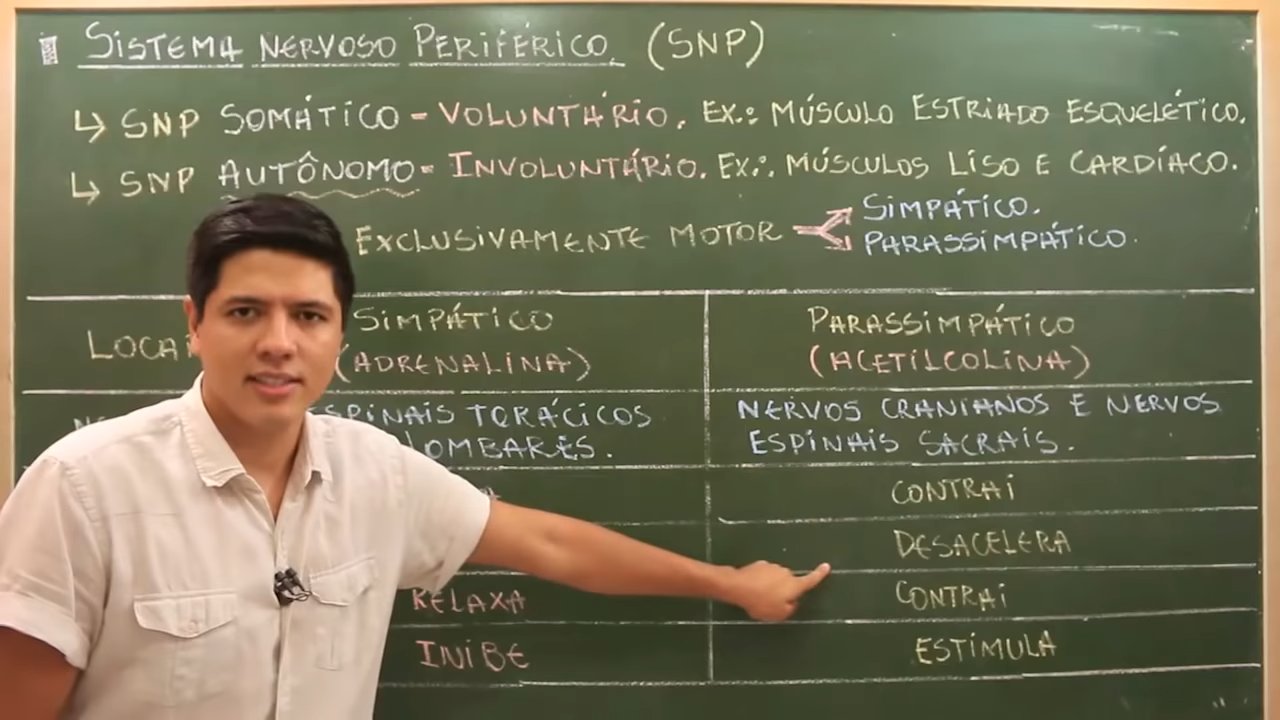 SISTEMA NERVOSO PERIFÉRICO (SNP)
↳ SNP SOMÁTICO - VOLUNTÁRIO. EX.: MÚSCULO ESTRIADO ESQUELÉTICO.
↳ SNP AUTÔNOMO - INVOLUNTÁRIO. EX.: MÚSCULOS LISO E CARDÍACO.
EXCLUSIVAMENTE MOTOR
SIMPÁTICO.
PARASSIMPÁTICO.
LOCAI
SIMPÁTICO
(ADRENALINA)
PARASSIMPÁTICO
(ACETILCOLINA)
SPINAIS TORÁCICOS
LOMBARES.
NERVOS CRANIANOS E NERVOS
ESPINAIS SACRAIS.
CONTRAI
DESACELERA
RELAXA
CONTRAI
INIBE
ESTIMULA